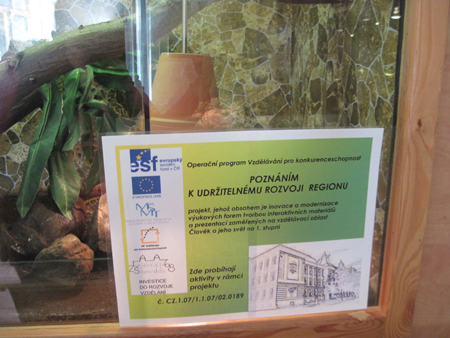 Operační program Vzdělávání pro konkurenceschopnost
esf evropský
sociální
fond v ČR
EVROPSKÁ UNIE
POZNÁNÍM
K UDRŽITELNÉMU ROZVOJI REGIONU
projekt, jehož obsahem je inovace a modernizace
výukových forem tvorbou interaktivních materiálů
a prezentací zaměřených na vzdělávací oblast
Člověk a jeho svět na 1. stupni
Zde probíhají
aktivity v rámci
projektu
INVESTICE
DO ROZVOJE
VZDĚLÁNÍ
č. CZ.1.07/1.1.07/02.0189